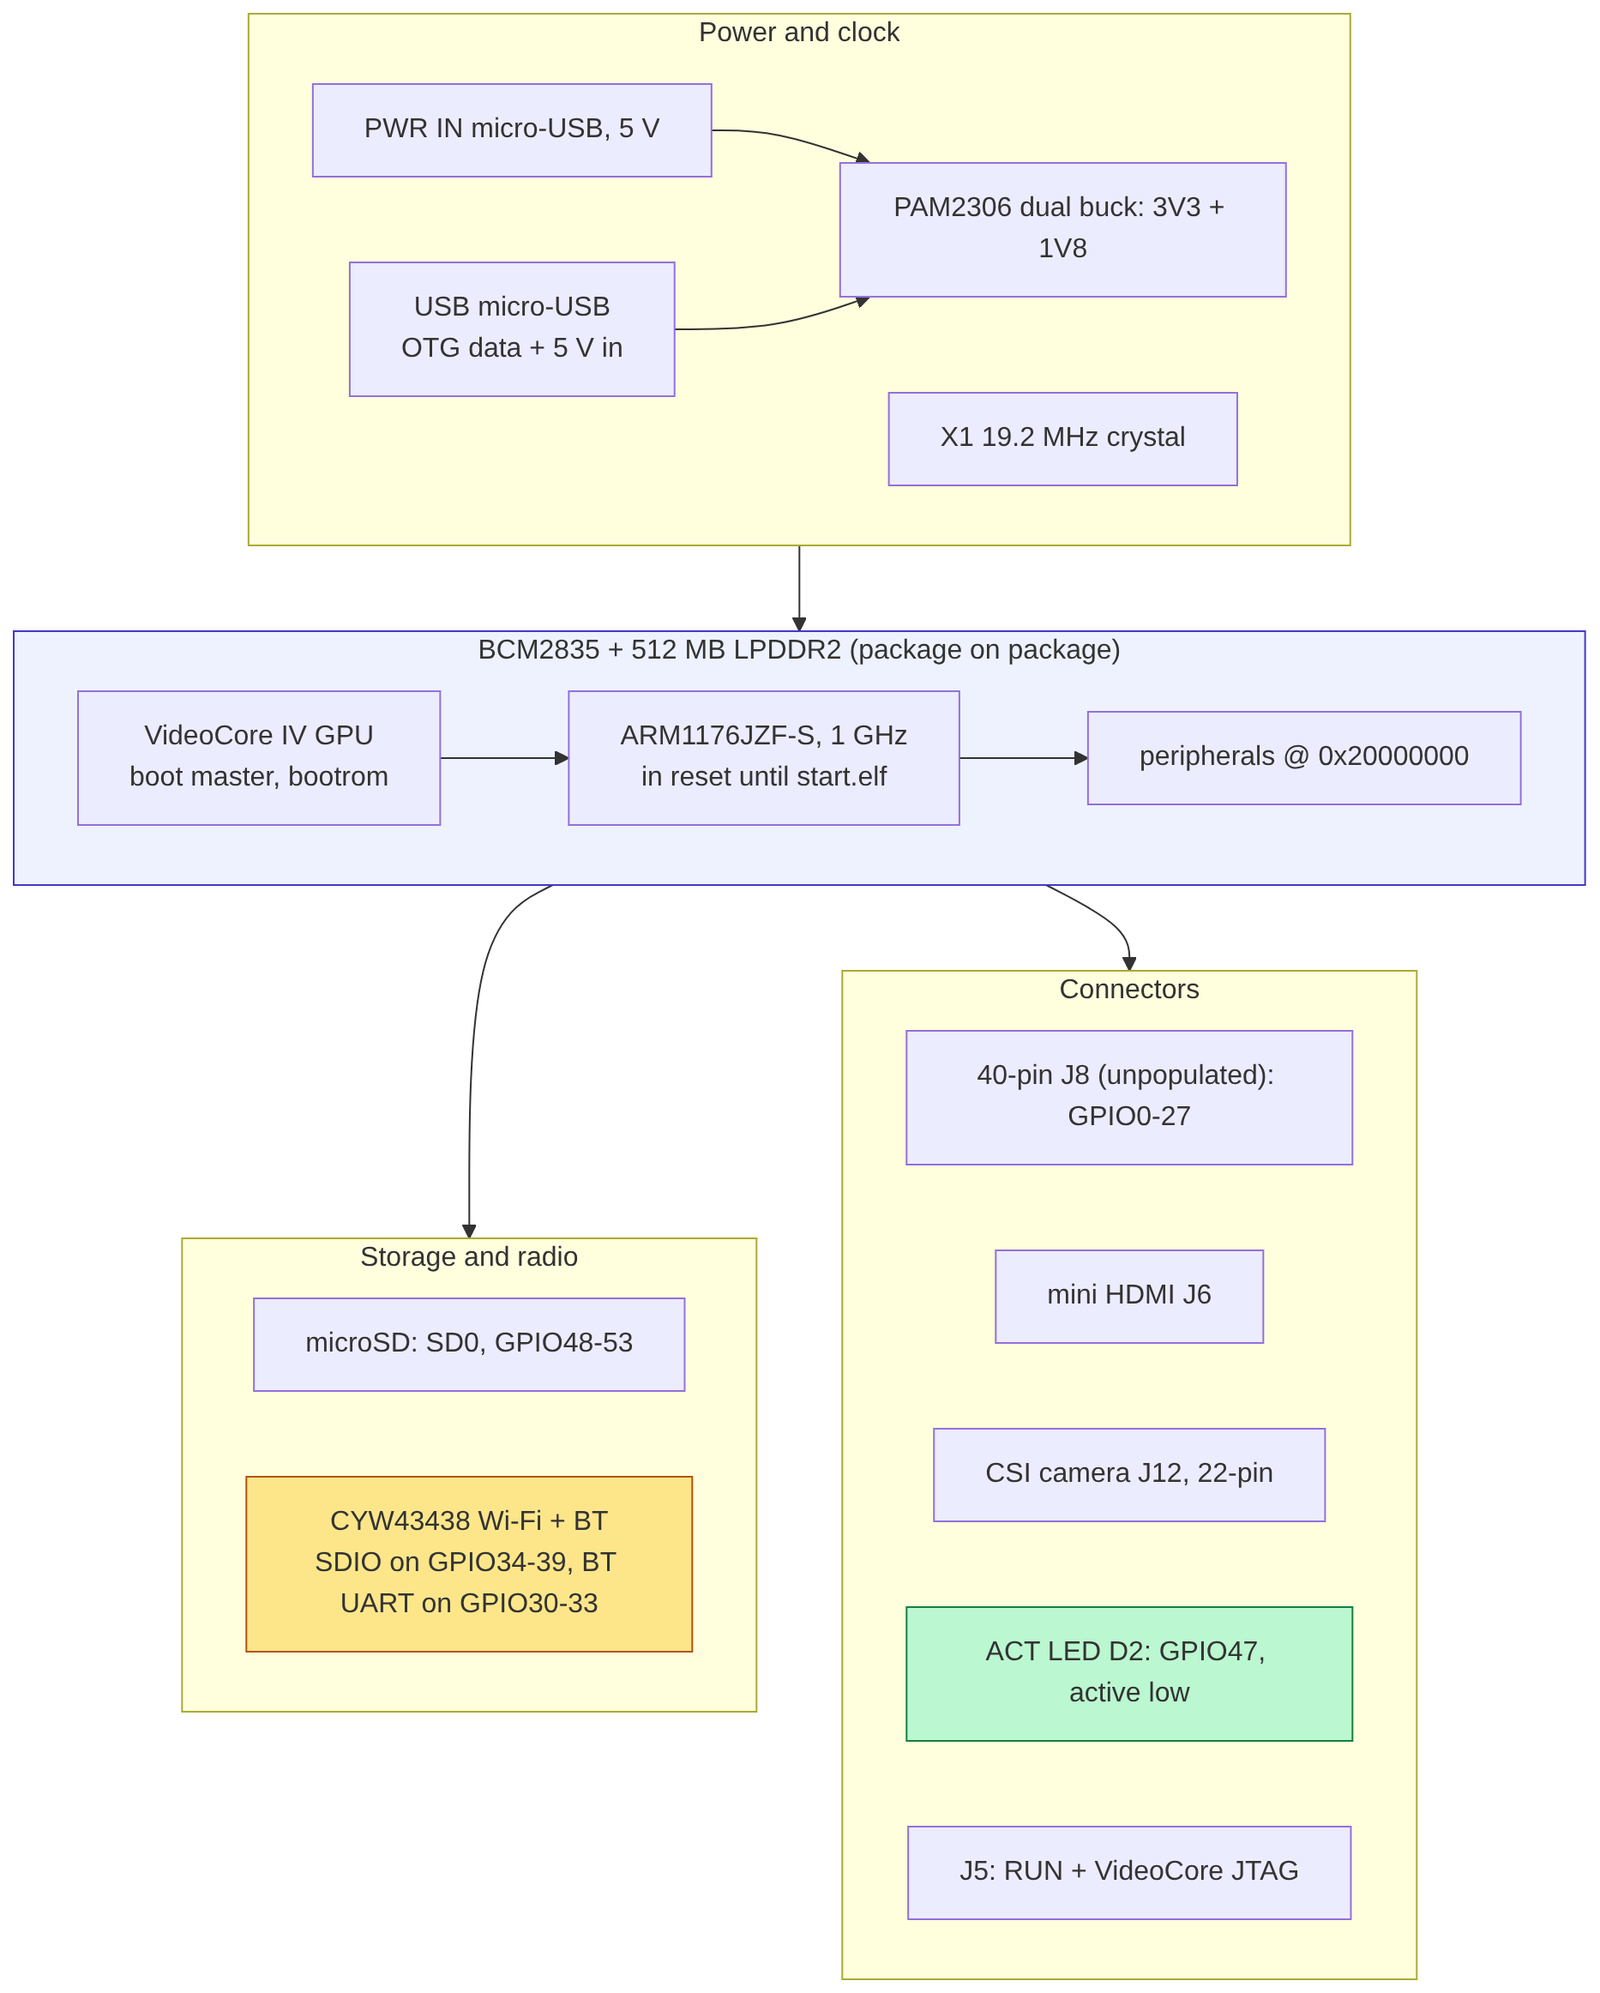 Power and clock
PWR IN micro-USB, 5 V
PAM2306 dual buck: 3V3 +
1V8
USB micro-USB
OTG data + 5 V in
X1 19.2 MHz crystal
BCM2835 + 512 MB LPDDR2 (package on package)
VideoCore IV GPU
boot master, bootrom
ARM1176JZF-S, 1 GHz
in reset until start.elf
peripherals @ 0x20000000
Storage and radio
microSD: SD0, GPIO48-53
CYW43438 Wi-Fi + BT
SDIO on GPIO34-39, BT
UART on GPIO30-33
Connectors
40-pin J8 (unpopulated):
GPIO0-27
mini HDMI J6
CSI camera J12, 22-pin
ACT LED D2: GPIO47,
active low
J5: RUN + VideoCore JTAG